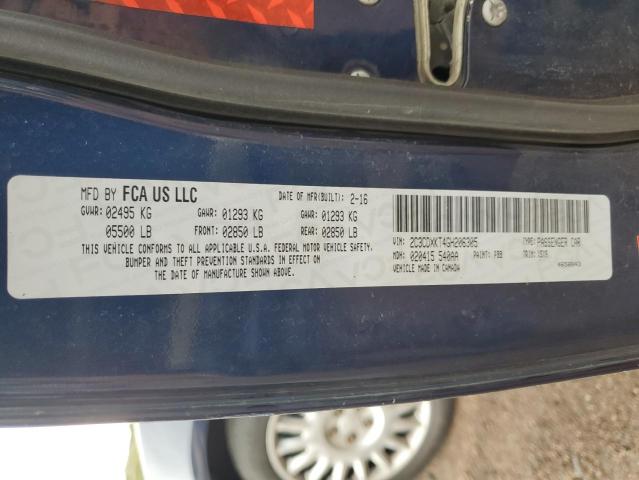 MFD BY FCA US LLC
DATE OF MFR(BUILT): 2-16
GVWR: 02495 KG
GAWR: 01293 KG
GAWR: 01293 KG
05500 LB
FRONT: 02850 LB
REAR: 02850 LB
THIS VEHICLE CONFORMS TO ALL APPLICABLE U.S.A. FEDERAL MOTOR VEHICLE SAFETY,
BUMPER AND THEFT PREVENTION STANDARDS IN EFFECT ON
THE DATE OF MANUFACTURE SHOWN ABOVE.
VIN: 2C3CDXKT4GH206305
TYPE: PASSENGER CAR
MDH: 020415 540AA
PAINT: PBB
TRIM:
VEHICLE MADE IN CANADA